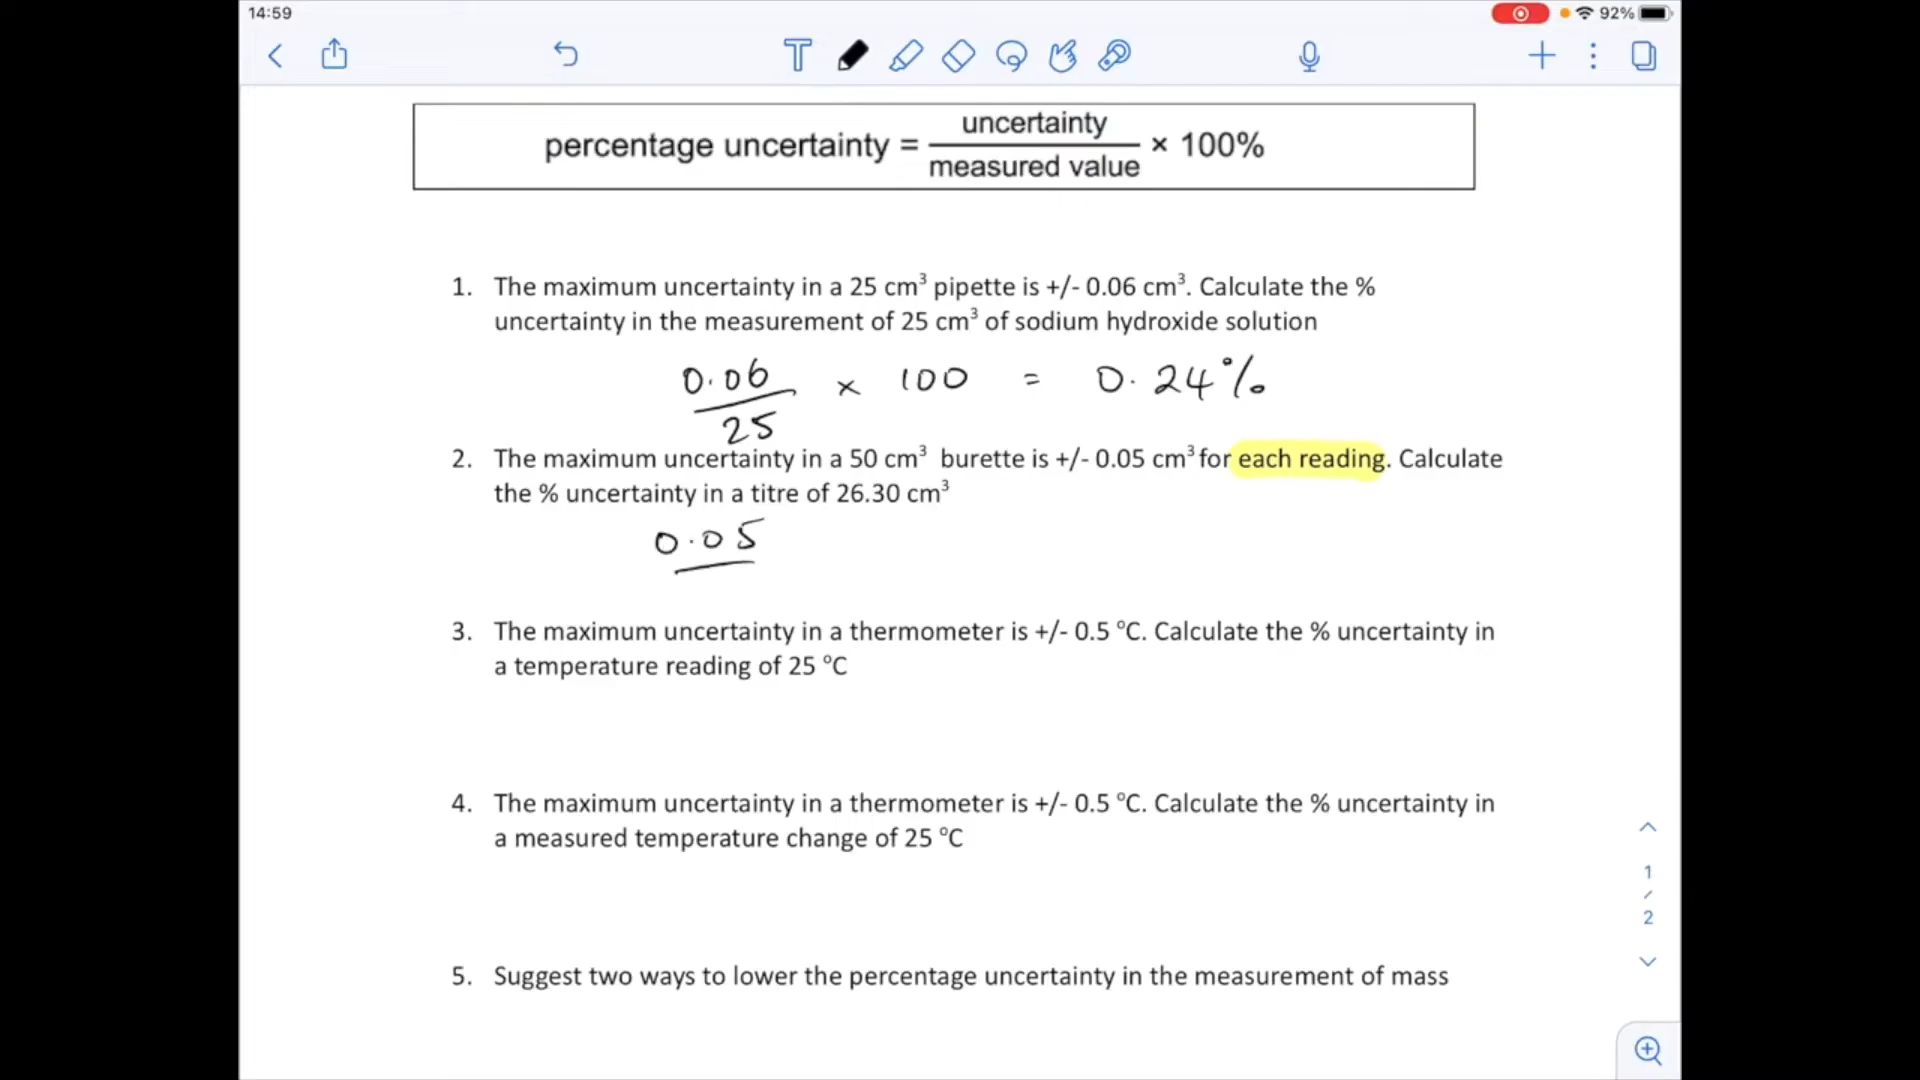 14:59
92%
T
percentage uncertainty = uncertainty / measured value × 100%
1. The maximum uncertainty in a 25 cm³ pipette is +/- 0.06 cm³. Calculate the %
uncertainty in the measurement of 25 cm³ of sodium hydroxide solution
0.06 / 25 × 100 = 0.24%
2. The maximum uncertainty in a 50 cm³ burette is +/- 0.05 cm³ for each reading. Calculate
the % uncertainty in a titre of 26.30 cm³
0.05
3. The maximum uncertainty in a thermometer is +/- 0.5 °C. Calculate the % uncertainty in
a temperature reading of 25 °C
4. The maximum uncertainty in a thermometer is +/- 0.5 °C. Calculate the % uncertainty in
a measured temperature change of 25 °C
1
/
2
5. Suggest two ways to lower the percentage uncertainty in the measurement of mass